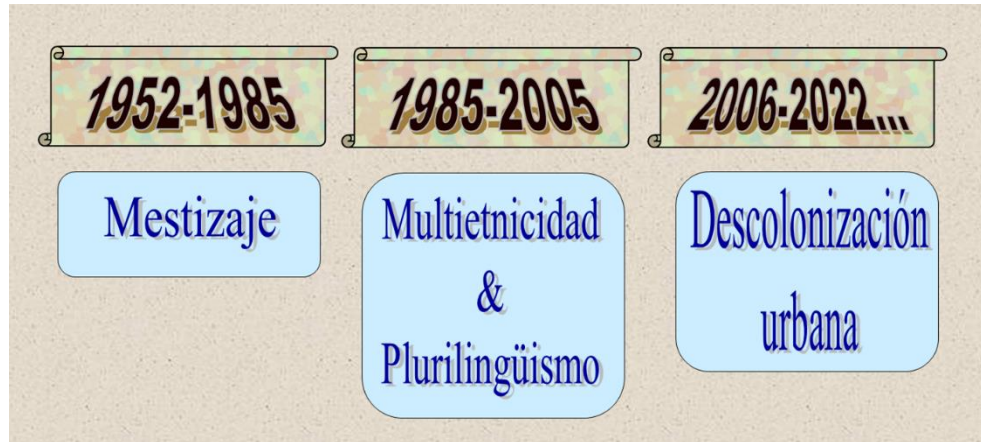 1952-1985
Mestizaje
1985-2005
Multietnicidad
&
Plurilingüismo
2006-2022...
Descolonización
urbana